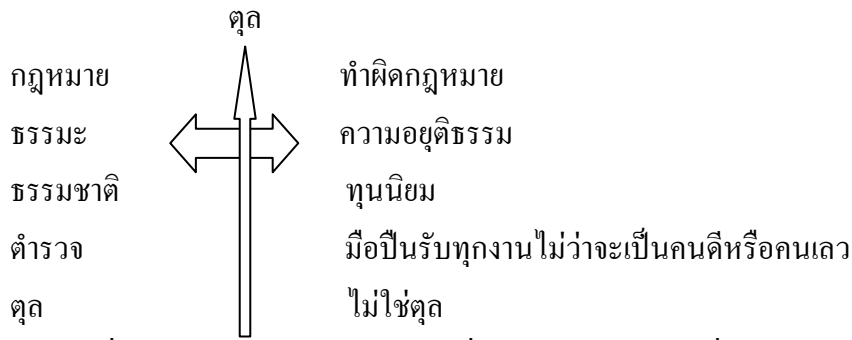 ตุล
กฎหมาย ทำผิดกฎหมาย
ธรรมะ ความอยุติธรรม
ธรรมชาติ ทุนนิยม
ตำรวจ มือปืนรับทุกงานไม่ว่าจะเป็นคนดีหรือคนเลว
ตุล ไม่ใช่ตุล